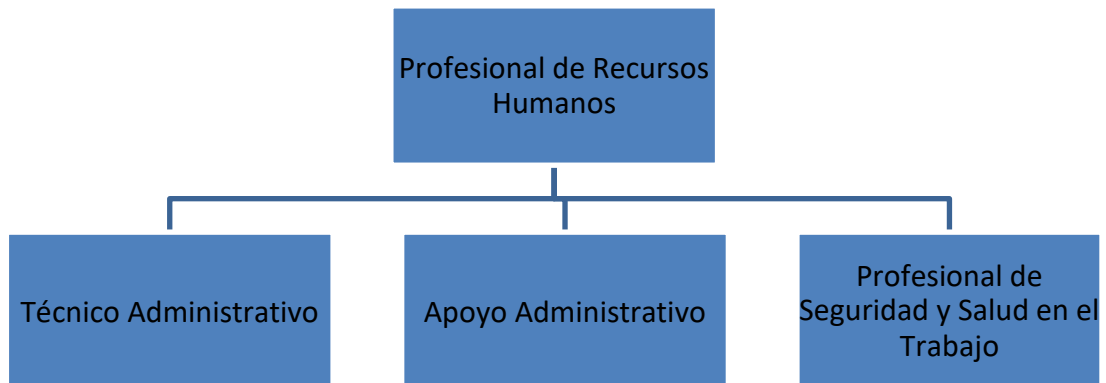 Profesional de Recursos
Humanos
Técnico Administrativo
Apoyo Administrativo
Profesional de
Seguridad y Salud en el
Trabajo